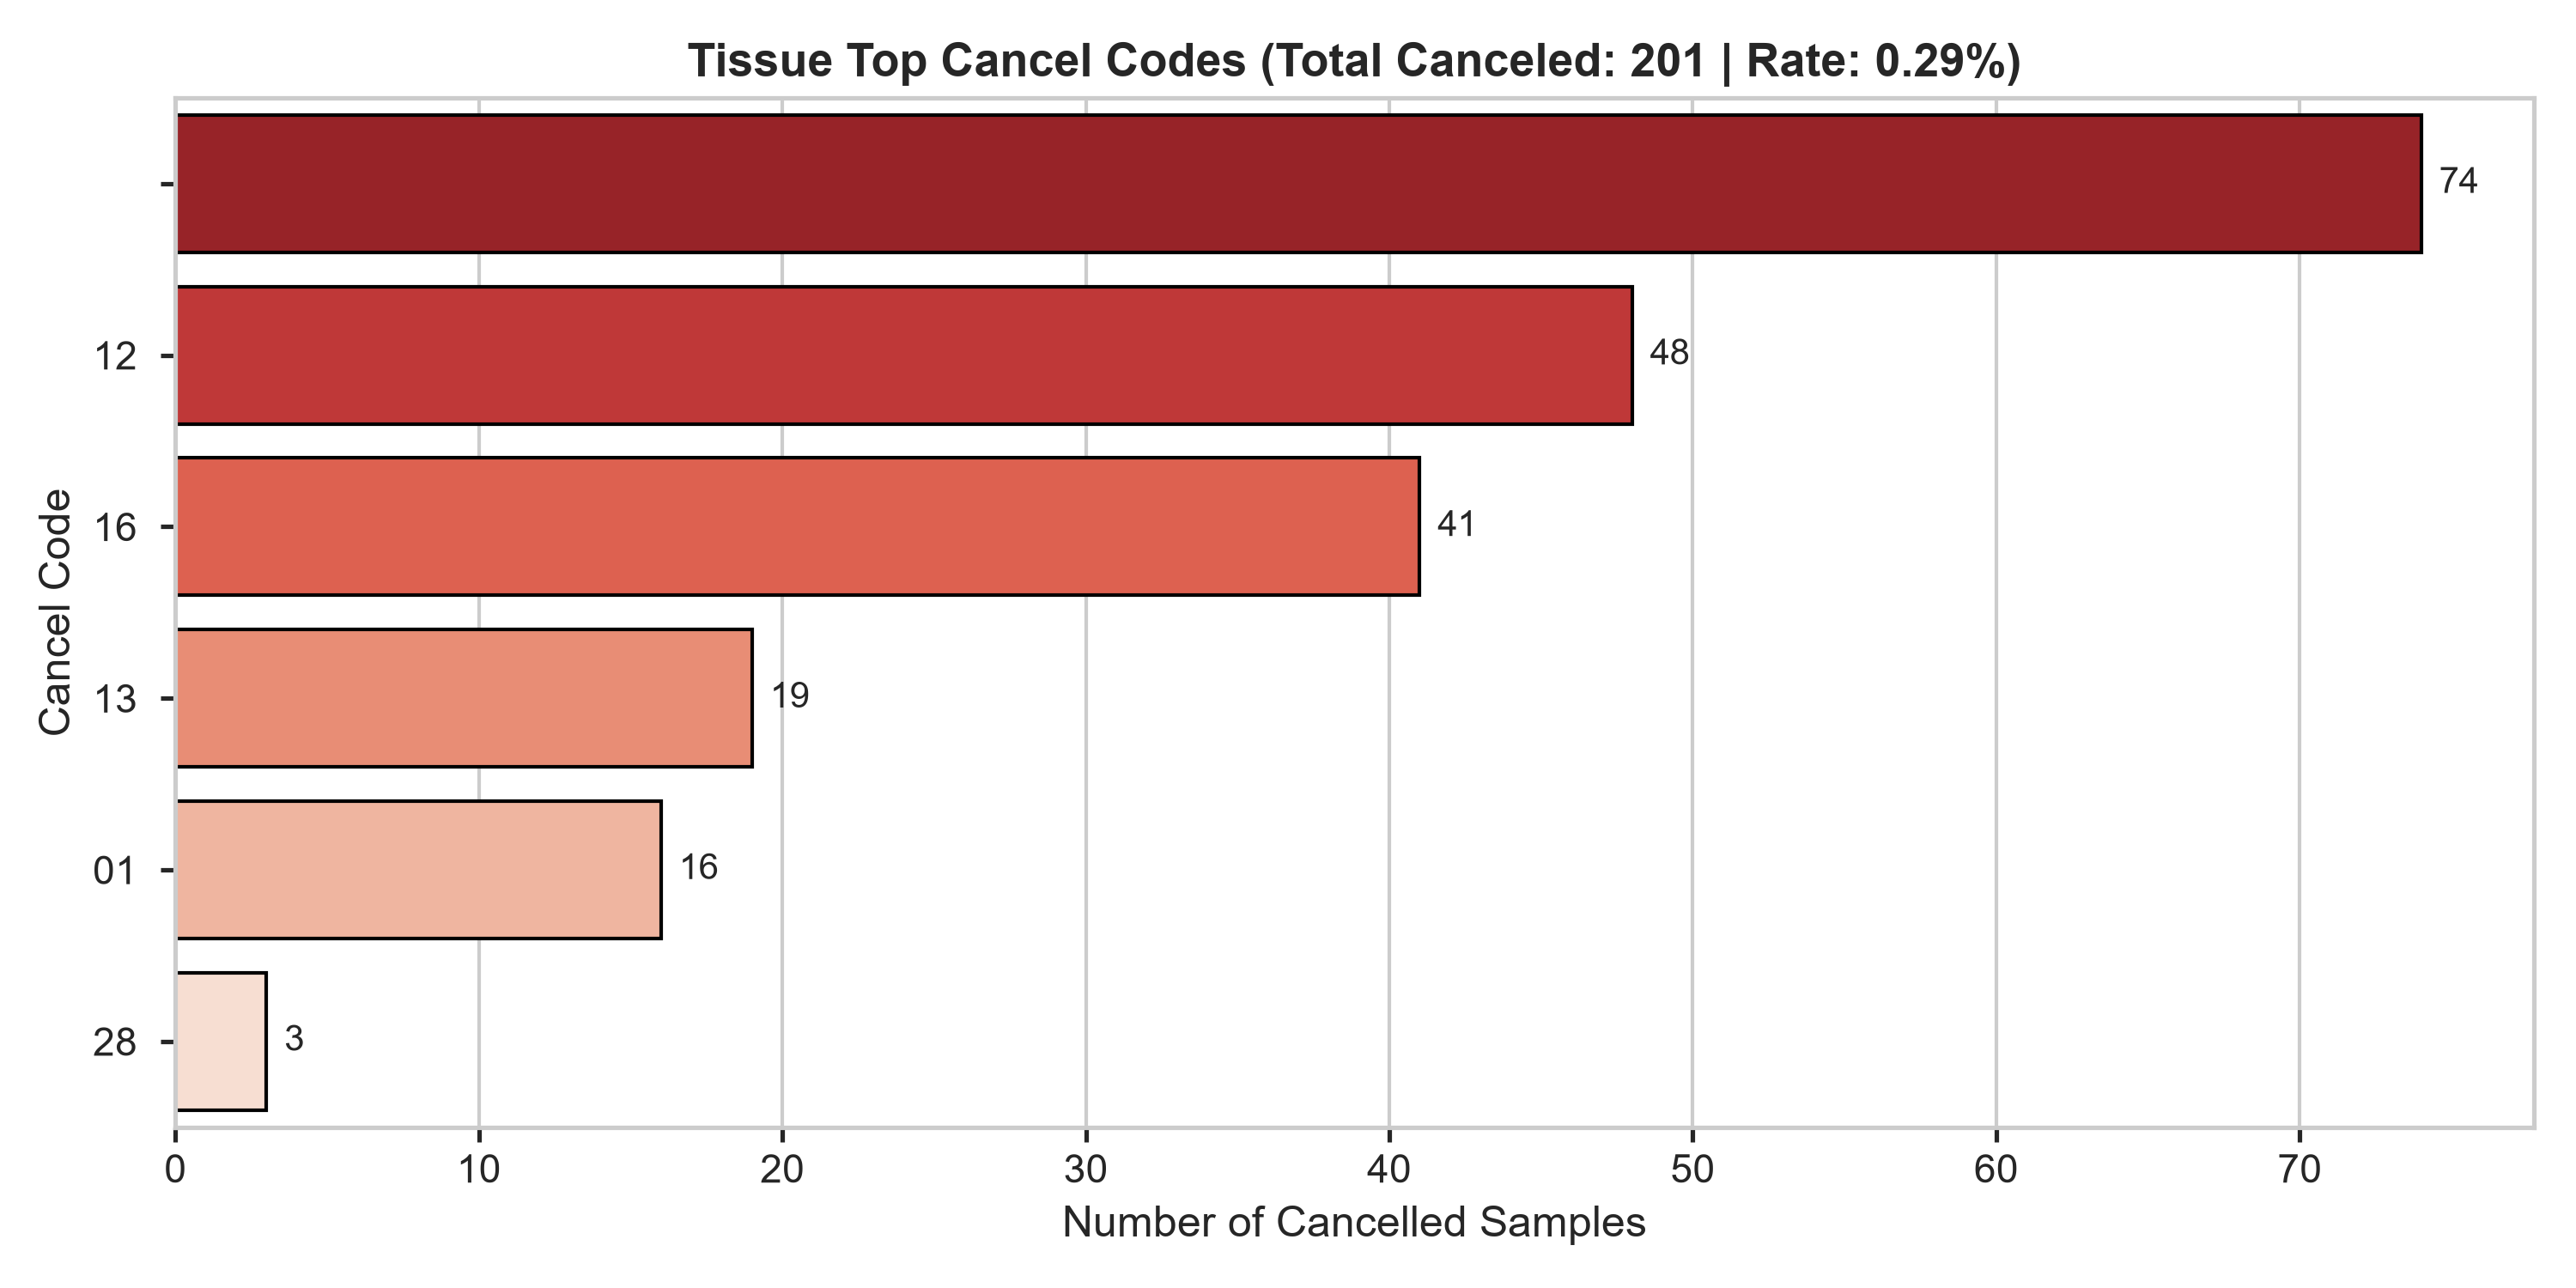 Tissue Top Cancel Codes (Total Canceled: 201 | Rate: 0.29%)
74
12
48
16
41
13
19
01
16
28
3
Cancel Code
0 10 20 30 40 50 60 70
Number of Cancelled Samples